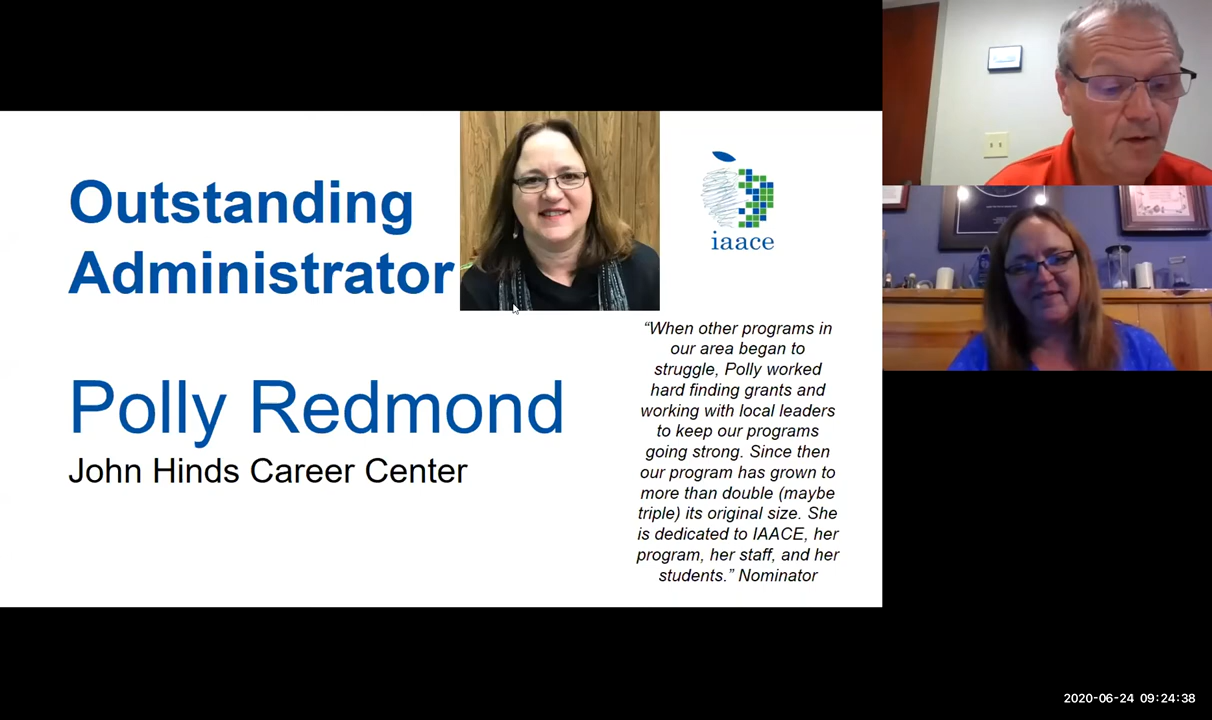 Outstanding
Administrator
iaace
Polly Redmond
John Hinds Career Center
“When other programs in
our area began to
struggle, Polly worked
hard finding grants and
working with local leaders
to keep our programs
going strong. Since then
our program has grown to
more than double (maybe
triple) its original size. She
is dedicated to IAACE, her
program, her staff, and her
students.” Nominator
2020-06-24 09:24:38